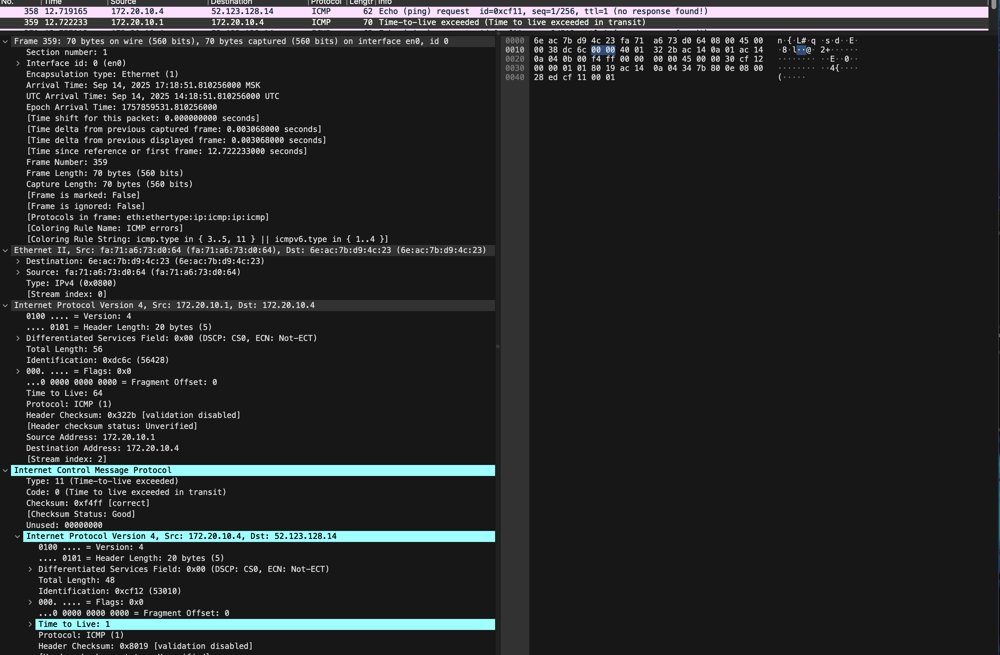 No. Time Source Destination Protocol Length Info
358 12.719165 172.20.10.4 52.123.128.14 ICMP 62 Echo (ping) request id=0xcf11, seq=1/256, ttl=1 (no response found!)
359 12.722233 172.20.10.1 172.20.10.4 ICMP 70 Time-to-live exceeded (Time to live exceeded in transit)
Frame 359: 70 bytes on wire (560 bits), 70 bytes captured (560 bits) on interface en0, id 0
Section number: 1
Interface id: 0 (en0)
Encapsulation type: Ethernet (1)
Arrival Time: Sep 14, 2025 17:18:51.810256000 MSK
UTC Arrival Time: Sep 14, 2025 14:18:51.810256000 UTC
Epoch Arrival Time: 1757859531.810256000
[Time shift for this packet: 0.000000000 seconds]
[Time delta from previous captured frame: 0.003068000 seconds]
[Time delta from previous displayed frame: 0.003068000 seconds]
[Time since reference or first frame: 12.722233000 seconds]
Frame Number: 359
Frame Length: 70 bytes (560 bits)
Capture Length: 70 bytes (560 bits)
[Frame is marked: False]
[Frame is ignored: False]
[Protocols in frame: eth:ethertype:ip:icmp:ip:icmp]
[Coloring Rule Name: ICMP errors]
[Coloring Rule String: icmp.type in { 3..5, 11 } || icmpv6.type in { 1..4 }]
Ethernet II, Src: fa:71:a6:73:d0:64 (fa:71:a6:73:d0:64), Dst: 6e:ac:7b:d9:4c:23 (6e:ac:7b:d9:4c:23)
Destination: 6e:ac:7b:d9:4c:23 (6e:ac:7b:d9:4c:23)
Source: fa:71:a6:73:d0:64 (fa:71:a6:73:d0:64)
Type: IPv4 (0x0800)
[Stream index: 0]
Internet Protocol Version 4, Src: 172.20.10.1, Dst: 172.20.10.4
0100 .... = Version: 4
.... 0101 = Header Length: 20 bytes (5)
Differentiated Services Field: 0x00 (DSCP: CS0, ECN: Not-ECT)
Total Length: 56
Identification: 0xdc6c (56428)
000. .... = Flags: 0x0
...0 0000 0000 0000 = Fragment Offset: 0
Time to Live: 64
Protocol: ICMP (1)
Header Checksum: 0x322b [validation disabled]
[Header checksum status: Unverified]
Source Address: 172.20.10.1
Destination Address: 172.20.10.4
[Stream index: 2]
Internet Control Message Protocol
Type: 11 (Time-to-live exceeded)
Code: 0 (Time to live exceeded in transit)
Checksum: 0xf4ff [correct]
[Checksum Status: Good]
Unused: 00000000
Internet Protocol Version 4, Src: 172.20.10.4, Dst: 52.123.128.14
0100 .... = Version: 4
.... 0101 = Header Length: 20 bytes (5)
Differentiated Services Field: 0x00 (DSCP: CS0, ECN: Not-ECT)
Total Length: 48
Identification: 0xcf12 (53010)
000. .... = Flags: 0x0
...0 0000 0000 0000 = Fragment Offset: 0
Time to Live: 1
Protocol: ICMP (1)
Header Checksum: 0x8019 [validation disabled]
0000 6e ac 7b d9 4c 23 fa 71 a6 73 d0 64 08 00 45 00 n·{·L#·q ·s·d··E·
0010 00 38 dc 6c 00 00 40 01 32 2b ac 14 0a 01 ac 14 ·8·l··@· 2+······
0020 0a 04 0b 00 f4 ff 00 00 00 00 45 00 00 30 cf 12 ········ ··E··0··
0030 00 00 01 01 80 19 ac 14 0a 04 34 7b 80 0e 08 00 ········ ··4{····
0040 28 ed cf 11 00 01 (·····